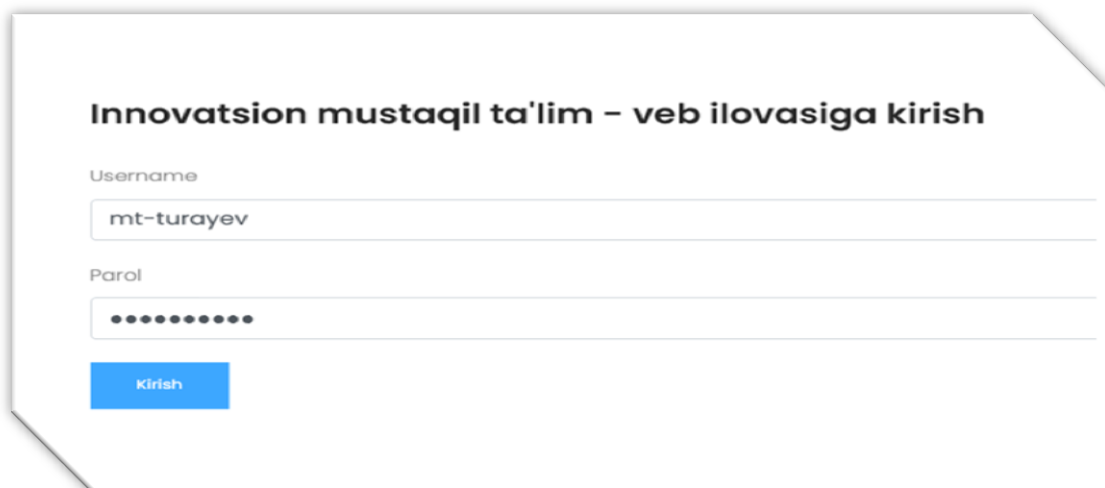 Innovatsion mustaqil ta'lim - veb ilovasiga kirish
Username
mt-turayev
Parol
••••••••••
Kirish